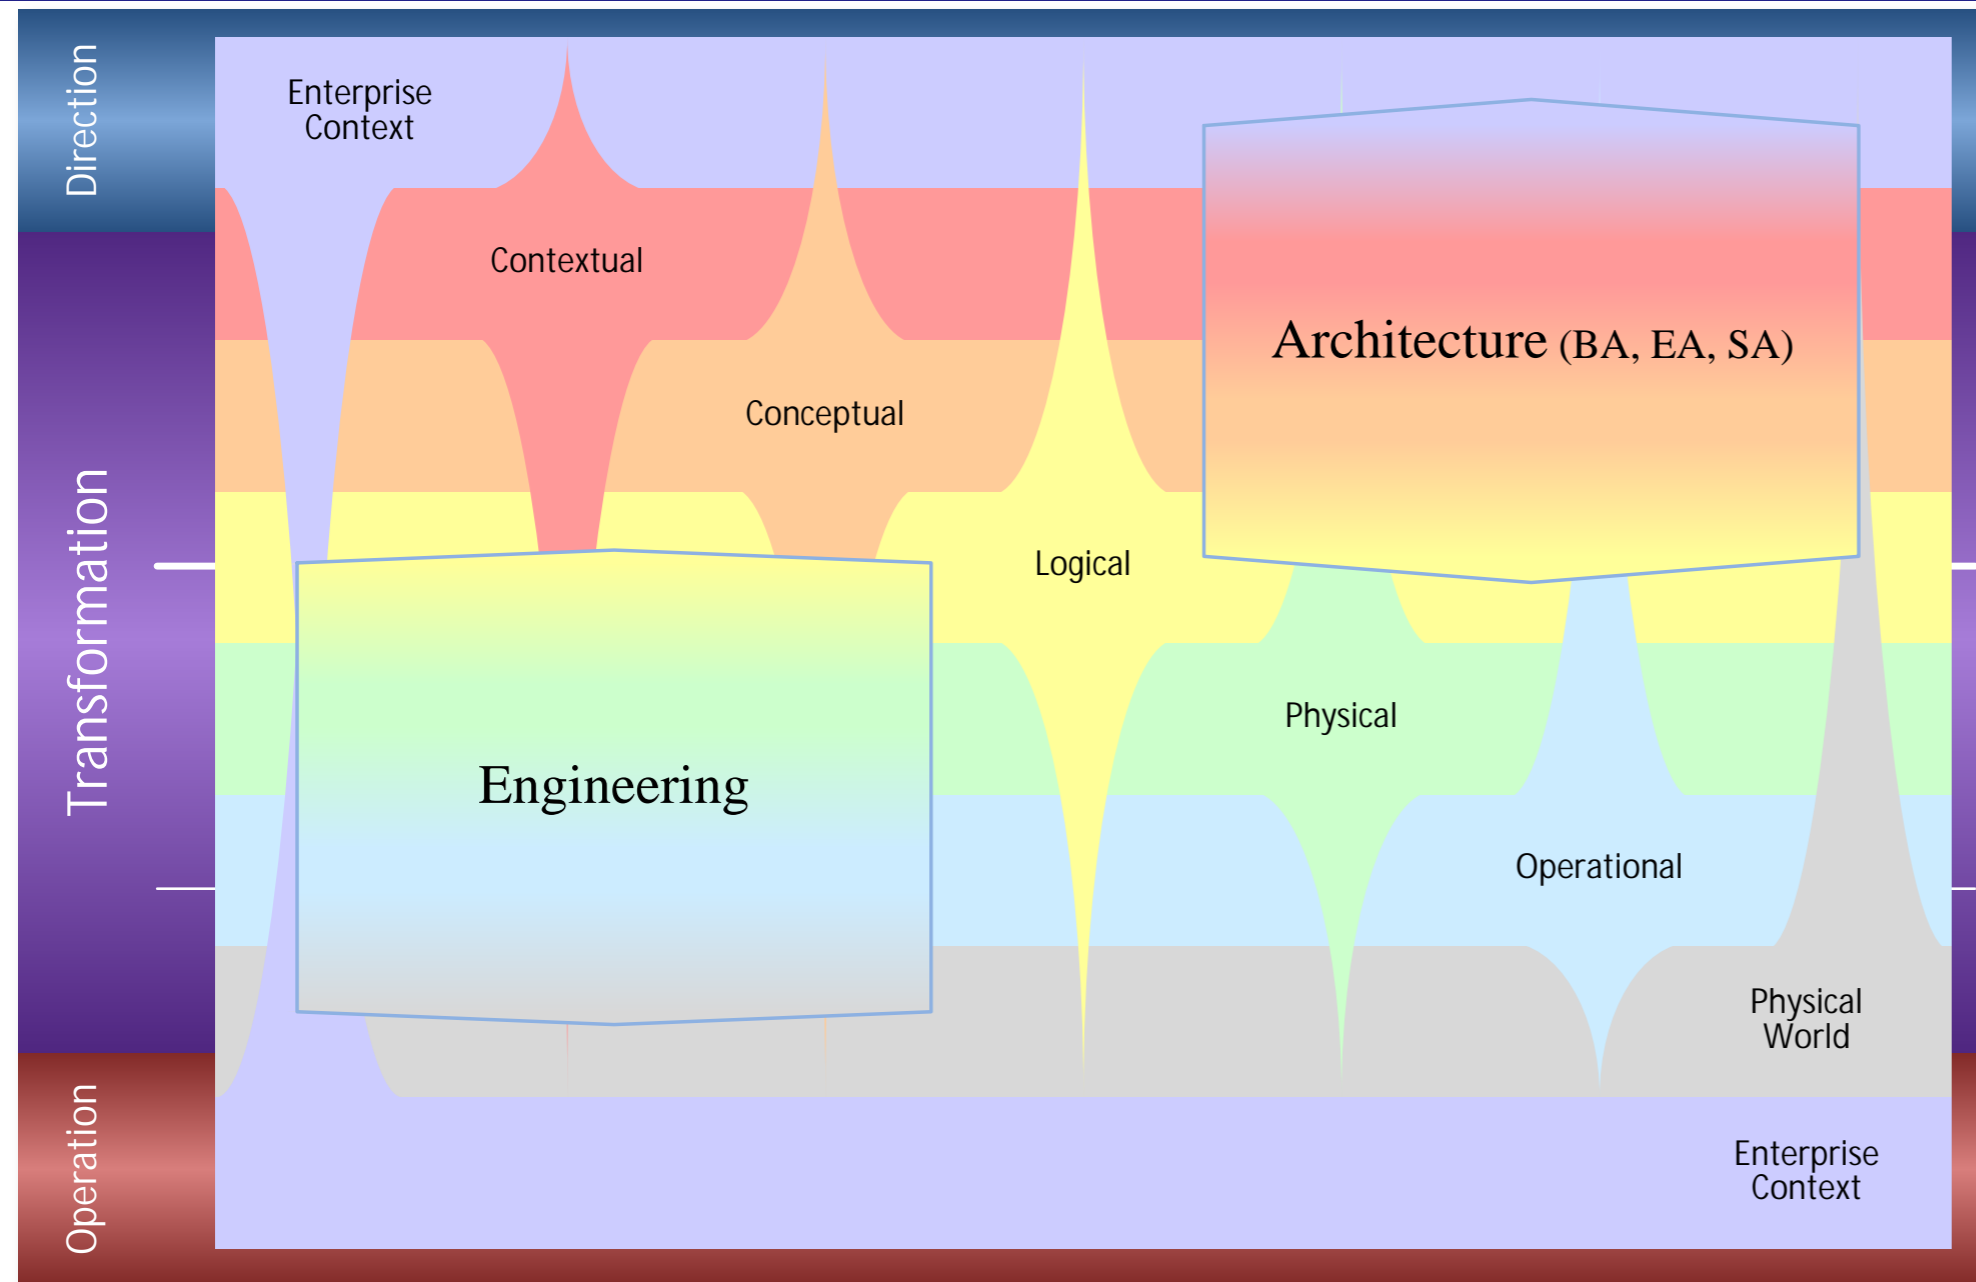 Direction
Enterprise
Context
Contextual
Architecture (BA, EA, SA)
Conceptual
Transformation
Logical
Physical
Engineering
Operational
Physical
World
Operation
Enterprise
Context